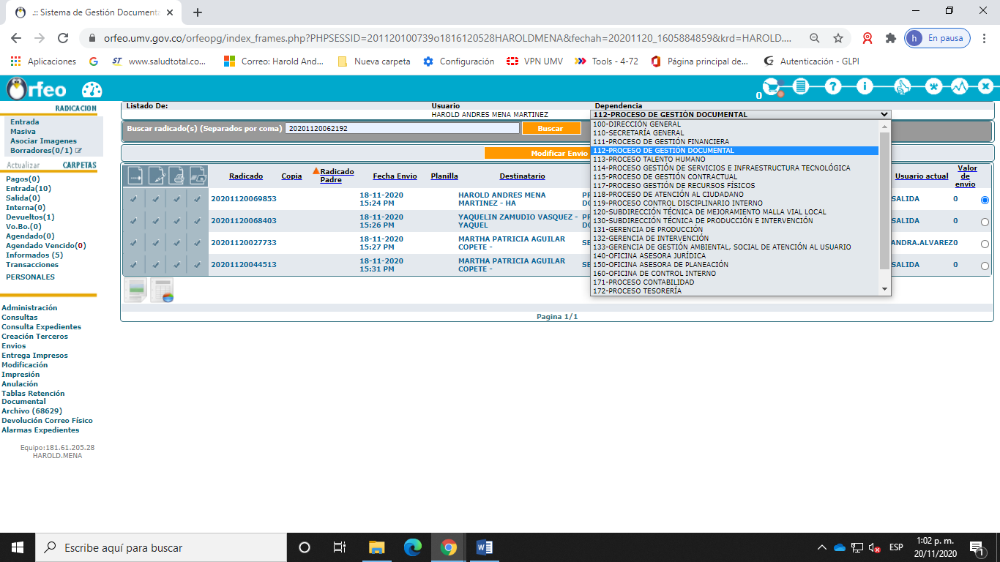 .:: Sistema de Gestión Documenta
orfeo.umv.gov.co/orfeopg/index_frames.php?PHPSESSID=201120100739o1816120528HAROLDMENA&fechah=20201120_1605884859&krd=HAROLD....
h En pausa
Aplicaciones
G
ST www.saludtotal.co...
Correo: Harold And...
Nueva carpeta
Configuración
VPN UMV
Tools - 4-72
Página principal de...
Autenticación - GLPI
Orfeo
0
RADICACION
Entrada
Masiva
Asociar Imagenes
Borradores(0/1)
Actualizar CARPETAS
Pagos(0)
Entrada(10)
Salida(0)
Interna(0)
Devueltos(1)
Vo.Bo.(0)
Agendado(0)
Agendado Vencido(0)
Informados (5)
Transacciones
PERSONALES
Administración
Consultas
Consulta Expedientes
Creación Terceros
Envios
Entrega Impresos
Modificación
Impresión
Anulación
Tablas Retención
Documental
Archivo (68629)
Devolución Correo Físico
Alarmas Expedientes
Equipo:181.61.205.28
HAROLD.MENA
Listado De: Usuario Dependencia
HAROLD ANDRES MENA MARTINEZ 112-PROCESO DE GESTIÓN DOCUMENTAL
Buscar radicado(s) (Separados por coma) 20201120062192 Buscar
Modificar Envio
100-DIRECCIÓN GENERAL
110-SECRETARÍA GENERAL
111-PROCESO DE GESTIÓN FINANCIERA
112-PROCESO DE GESTIÓN DOCUMENTAL
113-PROCESO TALENTO HUMANO
114-PROCESO GESTIÓN DE SERVICIOS E INFRAESTRUCTURA TECNOLÓGICA
115-PROCESO DE GESTIÓN CONTRACTUAL
117-PROCESO GESTIÓN DE RECURSOS FÍSICOS
118-PROCESO DE ATENCIÓN AL CIUDADANO
119-PROCESO CONTROL DISCIPLINARIO INTERNO
120-SUBDIRECCIÓN TÉCNICA DE MEJORAMIENTO MALLA VIAL LOCAL
130-SUBDIRECCIÓN TÉCNICA DE PRODUCCIÓN E INTERVENCIÓN
131-GERENCIA DE PRODUCCIÓN
132-GERENCIA DE INTERVENCIÓN
133-GERENCIA DE GESTIÓN AMBIENTAL, SOCIAL DE ATENCIÓN AL USUARIO
140-OFICINA ASESORA JURÍDICA
150-OFICINA ASESORA DE PLANEACIÓN
160-OFICINA DE CONTROL INTERNO
171-PROCESO CONTABILIDAD
172-PROCESO TESORERÍA
Radicado Copia Radicado Padre Fecha Envio Planilla Destinatario Usuario actual Valor de envio
20201120069853 18-11-2020 15:24 PM HAROLD ANDRES MENA MARTINEZ - HA PR DO SALIDA 0
20201120068403 18-11-2020 15:26 PM YAQUELIN ZAMUDIO VASQUEZ - YAQUEL PR DO SALIDA 0
20201120027733 18-11-2020 15:27 PM MARTHA PATRICIA AGUILAR COPETE - SE ANDRA.ALVAREZ 0
20201120044513 18-11-2020 15:31 PM MARTHA PATRICIA AGUILAR COPETE - SE SALIDA 0
Pagina 1/1
Escribe aquí para buscar
ESP
1:02 p. m.
20/11/2020
1